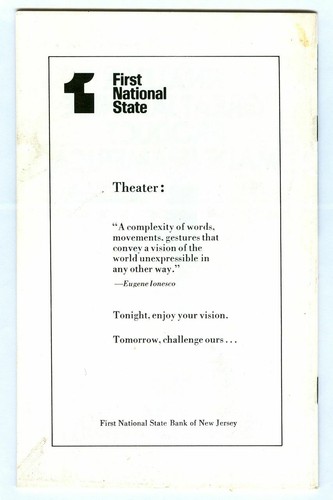 First
National
State
Theater:
“A complexity of words,
movements, gestures that
convey a vision of the
world unexpressible in
any other way.”
—Eugene Ionesco
Tonight, enjoy your vision.
Tomorrow, challenge ours . . .
First National State Bank of New Jersey